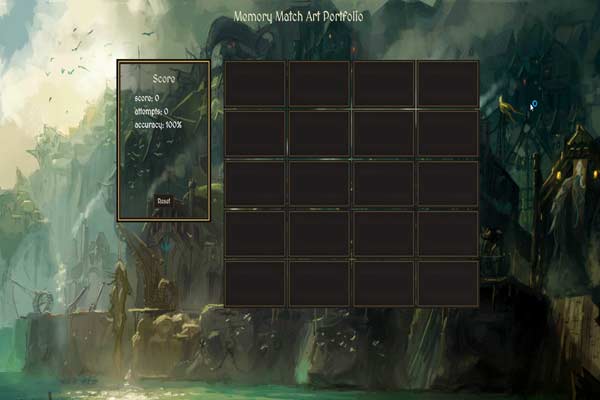 Memory Match Art Portfolio
Score
score: 0
attempts: 0
accuracy: 100%
Reset